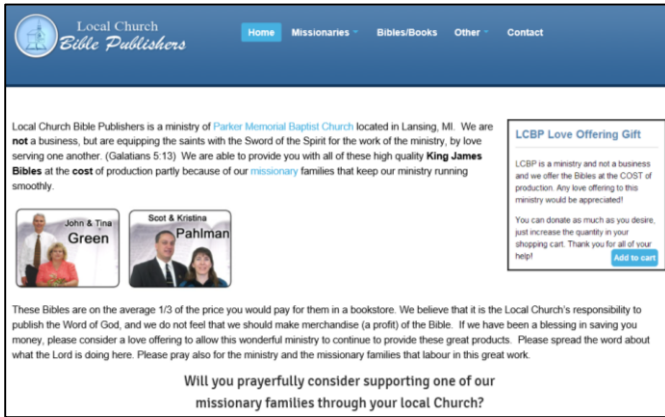 Local Church
Bible Publishers
Home Missionaries Bibles/Books Other Contact
Local Church Bible Publishers is a ministry of Parker Memorial Baptist Church located in Lansing, MI. We are
not a business, but are equipping the saints with the Sword of the Spirit for the work of the ministry, by love
serving one another. (Galatians 5:13) We are able to provide you with all of these high quality King James
Bibles at the cost of production partly because of our missionary families that keep our ministry running
smoothly.
John & Tina
Green
Scot & Kristina
Pahlman
LCBP Love Offering Gift
LCBP is a ministry and not a business
and we offer the Bibles at the COST of
production. Any love offering to this
ministry would be appreciated!
You can donate as much as you desire,
just increase the quantity in your
shopping cart. Thank you for all of your
help!
Add to cart
These Bibles are on the average 1/3 of the price you would pay for them in a bookstore. We believe that it is the Local Church's responsibility to
publish the Word of God, and we do not feel that we should make merchandise (a profit) of the Bible. If we have been a blessing in saving you
money, please consider a love offering to allow this wonderful ministry to continue to provide these great products. Please spread the word about
what the Lord is doing here. Please pray also for the ministry and the missionary families that labour in this great work.
Will you prayerfully consider supporting one of our
missionary families through your local Church?